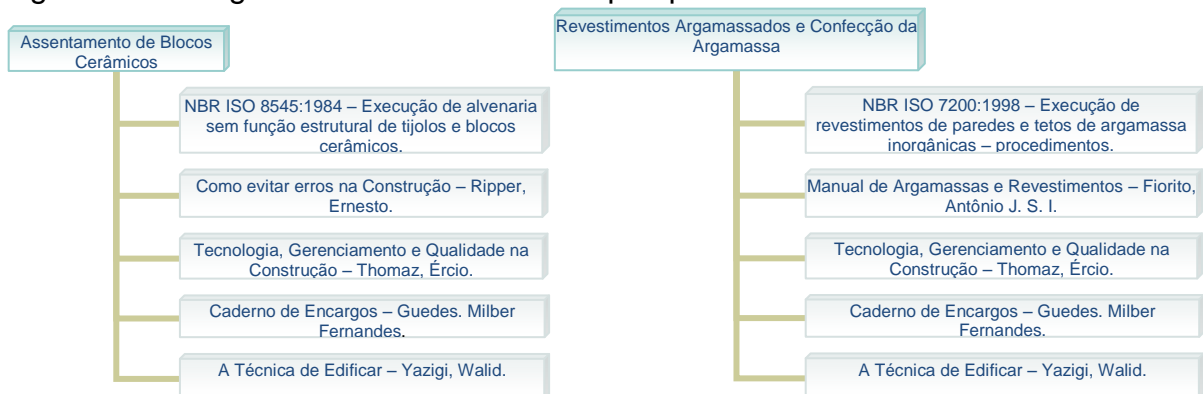 Assentamento de Blocos
Cerâmicos
NBR ISO 8545:1984 – Execução de alvenaria
sem função estrutural de tijolos e blocos
cerâmicos.
Como evitar erros na Construção – Ripper,
Ernesto.
Tecnologia, Gerenciamento e Qualidade na
Construção – Thomaz, Ércio.
Caderno de Encargos – Guedes. Milber
Fernandes.
A Técnica de Edificar – Yazigi, Walid.
Revestimentos Argamassados e Confecção da
Argamassa
NBR ISO 7200:1998 – Execução de
revestimentos de paredes e tetos de argamassa
inorgânicas – procedimentos.
Manual de Argamassas e Revestimentos – Fiorito,
Antônio J. S. I.
Tecnologia, Gerenciamento e Qualidade na
Construção – Thomaz, Ércio.
Caderno de Encargos – Guedes. Milber
Fernandes.
A Técnica de Edificar – Yazigi, Walid.